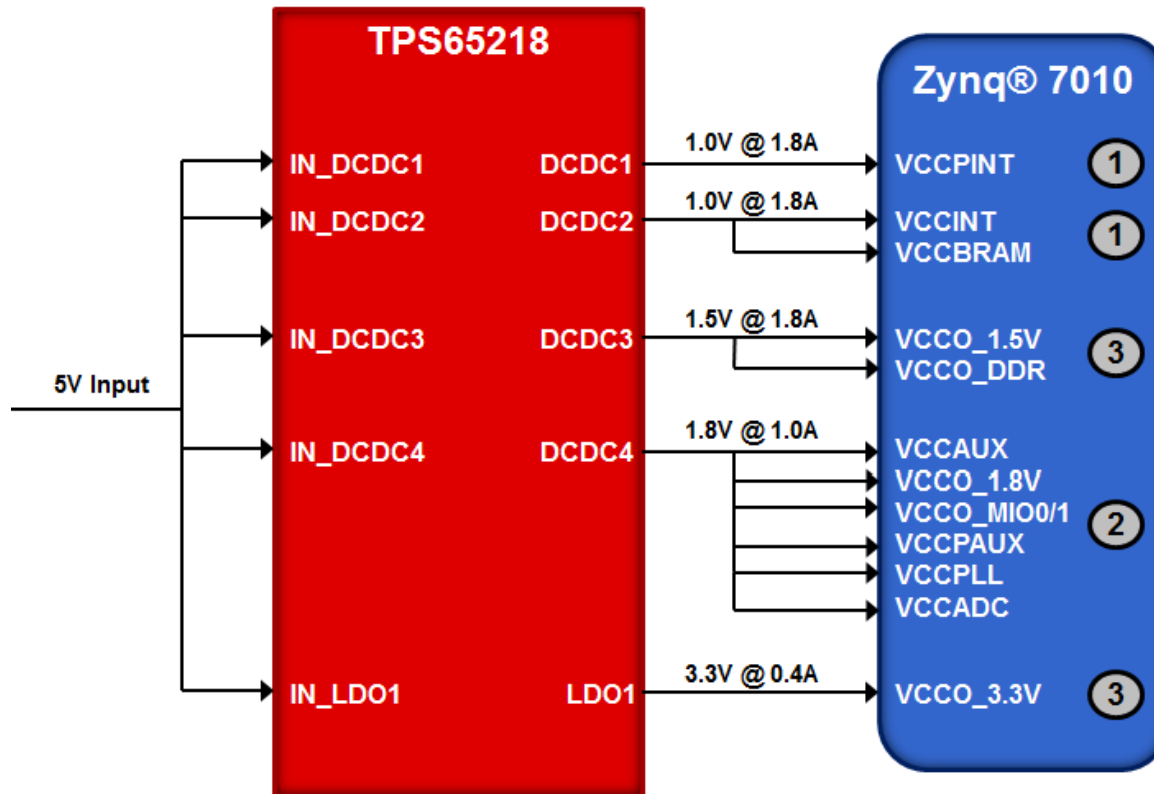 TPS65218
Zynq® 7010
1.0V @ 1.8A
IN_DCDC1 DCDC1 VCCPINT 1
1.0V @ 1.8A
IN_DCDC2 DCDC2 VCCINT 1
VCCBRAM
1.5V @ 1.8A
IN_DCDC3 DCDC3 VCCO_1.5V 3
VCCO_DDR
5V Input
1.8V @ 1.0A
IN_DCDC4 DCDC4 VCCAUX
VCCO_1.8V
VCCO_MIO0/1 2
VCCPAUX
VCCPLL
VCCADC
3.3V @ 0.4A
IN_LDO1 LDO1 VCCO_3.3V 3